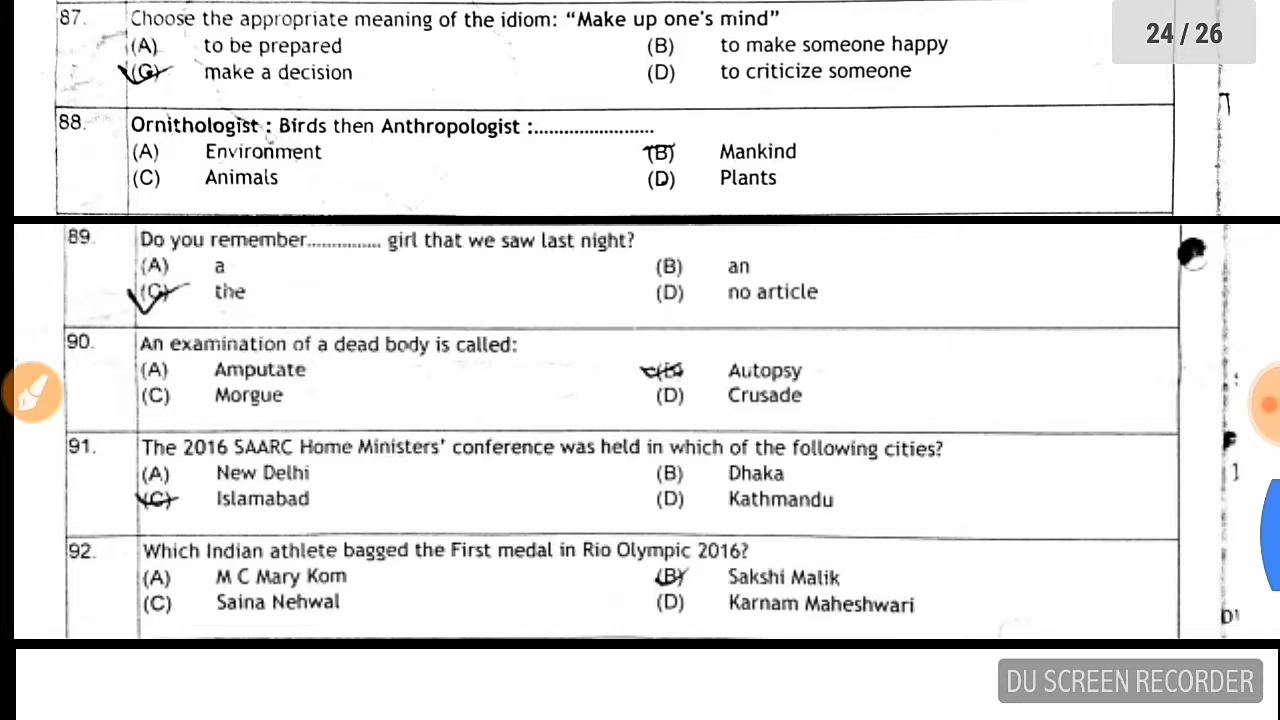 87. Choose the appropriate meaning of the idiom: “Make up one's mind”
(A) to be prepared (B) to make someone happy
(C) make a decision (D) to criticize someone
88. Ornithologist : Birds then Anthropologist :........................
(A) Environment (B) Mankind
(C) Animals (D) Plants
89. Do you remember............... girl that we saw last night?
(A) a (B) an
(C) the (D) no article
90. An examination of a dead body is called:
(A) Amputate (B) Autopsy
(C) Morgue (D) Crusade
91. The 2016 SAARC Home Ministers' conference was held in which of the following cities?
(A) New Delhi (B) Dhaka
(C) Islamabad (D) Kathmandu
92. Which Indian athlete bagged the First medal in Rio Olympic 2016?
(A) M C Mary Kom (B) Sakshi Malik
(C) Saina Nehwal (D) Karnam Maheshwari
24 / 26
DU SCREEN RECORDER